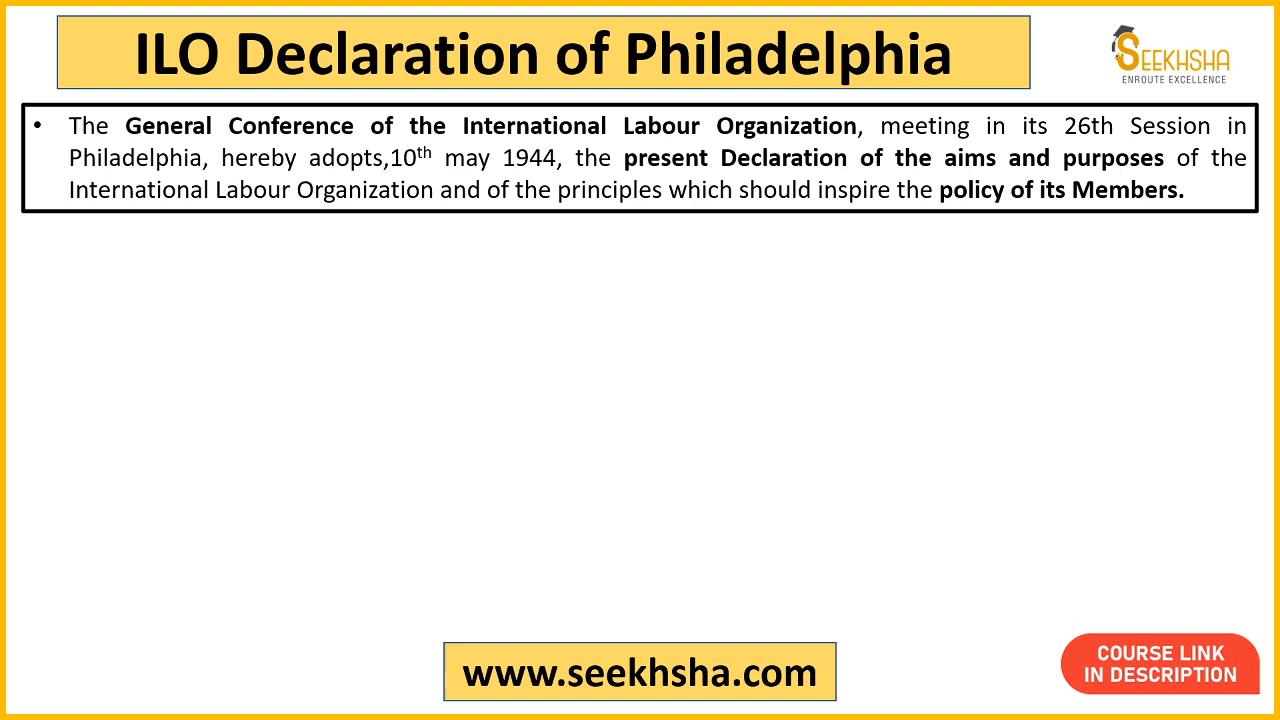 ILO Declaration of Philadelphia
SEEKHSHA
ENROUTE EXCELLENCE
• The General Conference of the International Labour Organization, meeting in its 26th Session in
Philadelphia, hereby adopts,10th may 1944, the present Declaration of the aims and purposes of the
International Labour Organization and of the principles which should inspire the policy of its Members.
www.seekhsha.com
COURSE LINK
IN DESCRIPTION